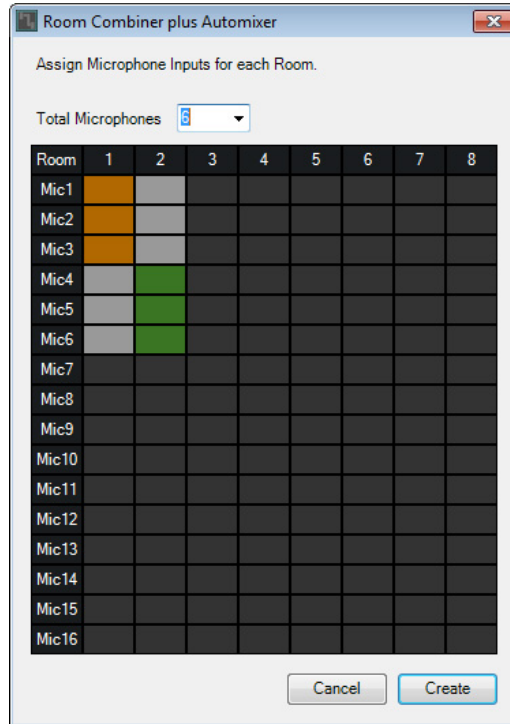 Room Combiner plus Automixer
Assign Microphone Inputs for each Room.
Total Microphones 6
Room 1 2 3 4 5 6 7 8
Mic1
Mic2
Mic3
Mic4
Mic5
Mic6
Mic7
Mic8
Mic9
Mic10
Mic11
Mic12
Mic13
Mic14
Mic15
Mic16
Cancel Create